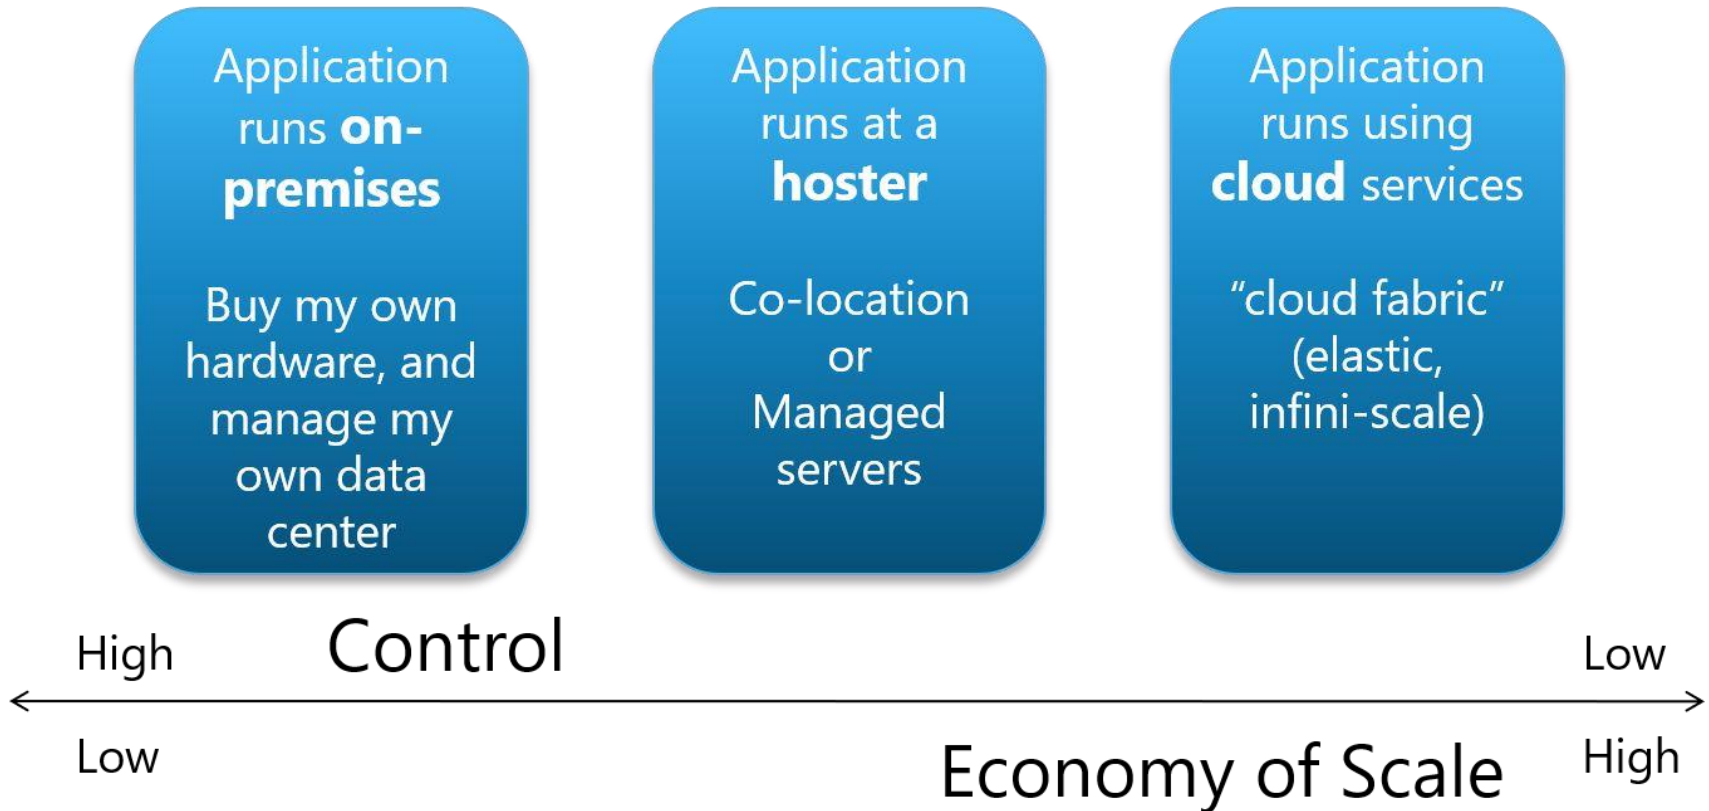 Application
runs on-
premises
Buy my own
hardware, and
manage my
own data
center
Application
runs at a
hoster
Co-location
or
Managed
servers
Application
runs using
cloud services
“cloud fabric”
(elastic,
infini-scale)
High Control Low
Low Economy of Scale High